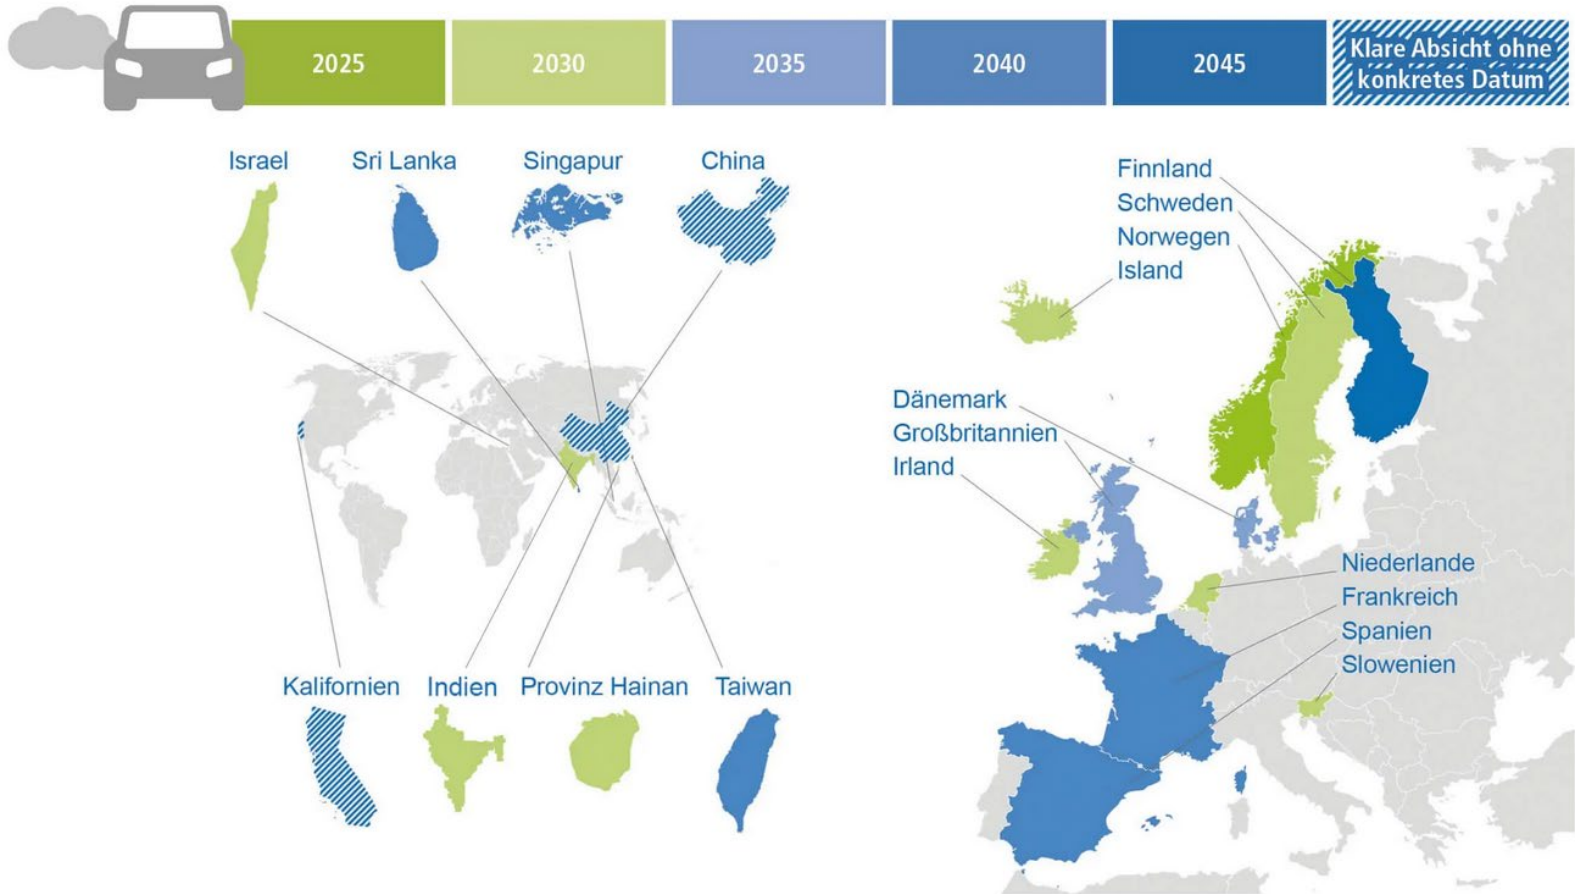 2025
2030
2035
2040
2045
Klare Absicht ohne
konkretes Datum
Israel
Sri Lanka
Singapur
China
Kalifornien
Indien
Provinz Hainan
Taiwan
Finnland
Schweden
Norwegen
Island
Dänemark
Großbritannien
Irland
Niederlande
Frankreich
Spanien
Slowenien